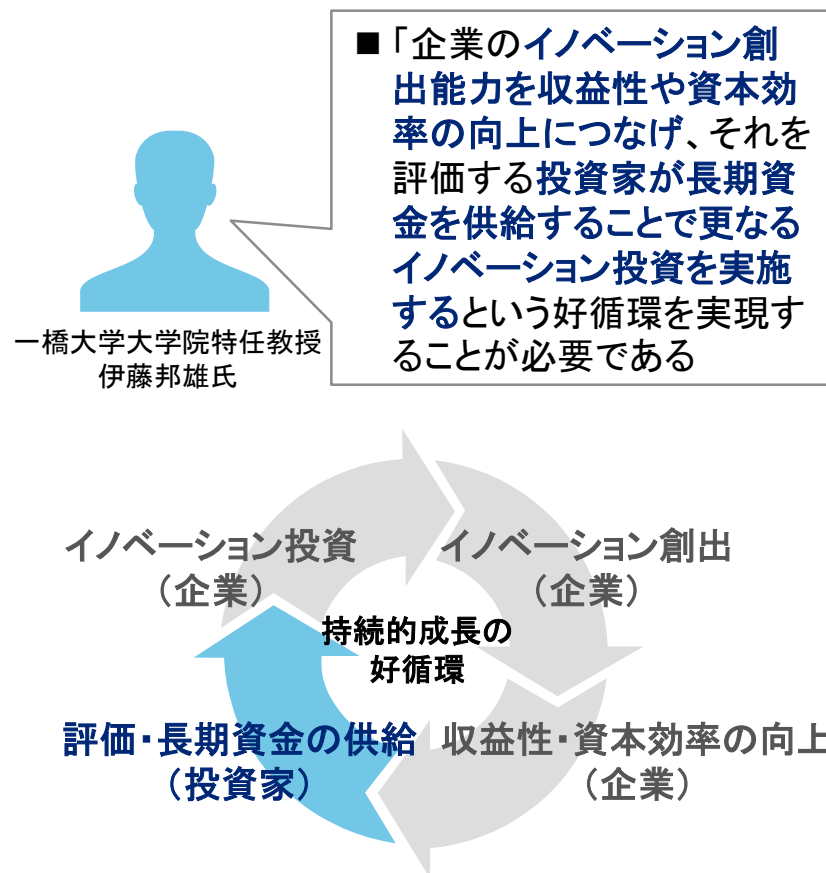 ■「企業のイノベーション創
出能力を収益性や資本効
率の向上につなげ、それを
評価する投資家が長期資
金を供給することで更なる
イノベーション投資を実施
するという好循環を実現す
ることが必要である
一橋大学大学院特任教授
伊藤邦雄氏
イノベーション投資
（企業）
イノベーション創出
（企業）
持続的成長の
好循環
評価・長期資金の供給
（投資家）
収益性・資本効率の向上
（企業）